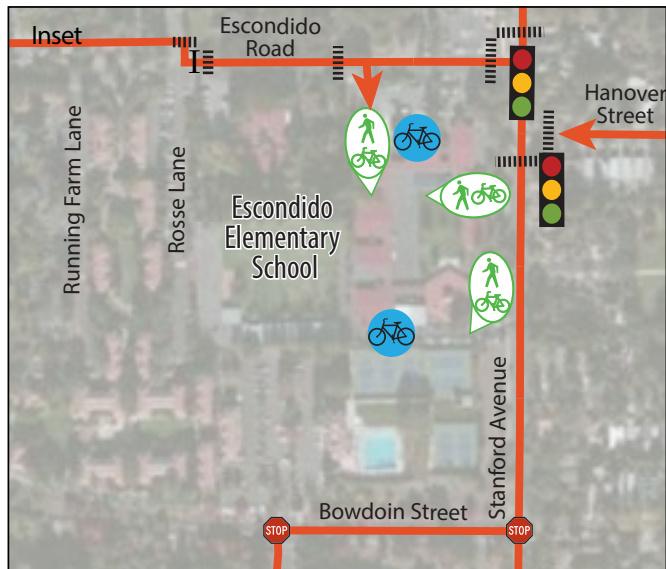 Inset
Escondido
Road
Hanover
Street
Running Farm Lane
Rosse Lane
Escondido
Elementary
School
Stanford Avenue
Bowdoin Street
STOP
STOP